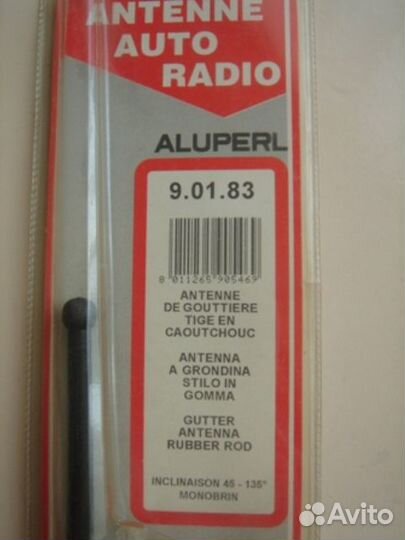 ANTENNE
AUTO
RADIO
ALUPERL
9.01.83
8 011265 905469
ANTENNE
DE GOUTTIERE
TIGE EN
CAOUTCHOUC
ANTENNA
A GRONDINA
STILO IN
GOMMA
GUTTER
ANTENNA
RUBBER ROD
INCLINAISON 45 - 135°
MONOBRIN
Avito